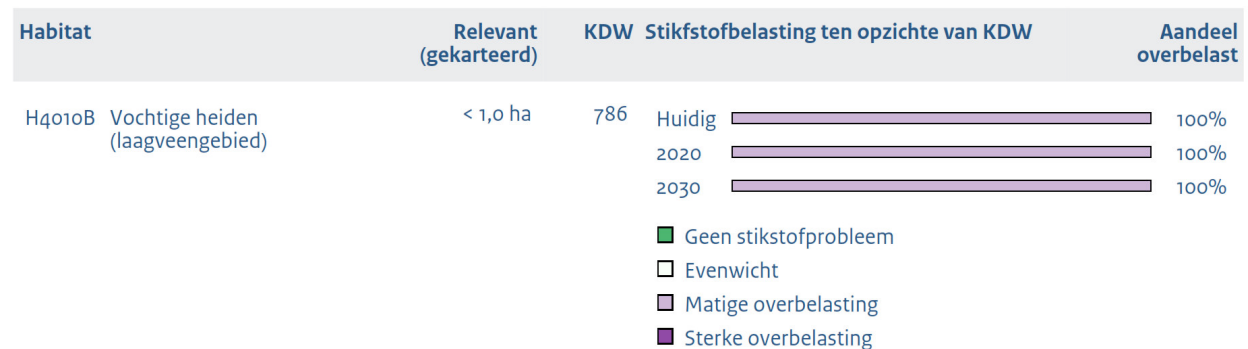 Habitat Relevant KDW Stikfstofbelasting ten opzichte van KDW Aandeel
(gekarteerd) overbelast
H4010B Vochtige heiden < 1,0 ha 786 Huidig 100%
(laagveengebied)
2020 100%
2030 100%
Geen stikstofprobleem
Evenwicht
Matige overbelasting
Sterke overbelasting